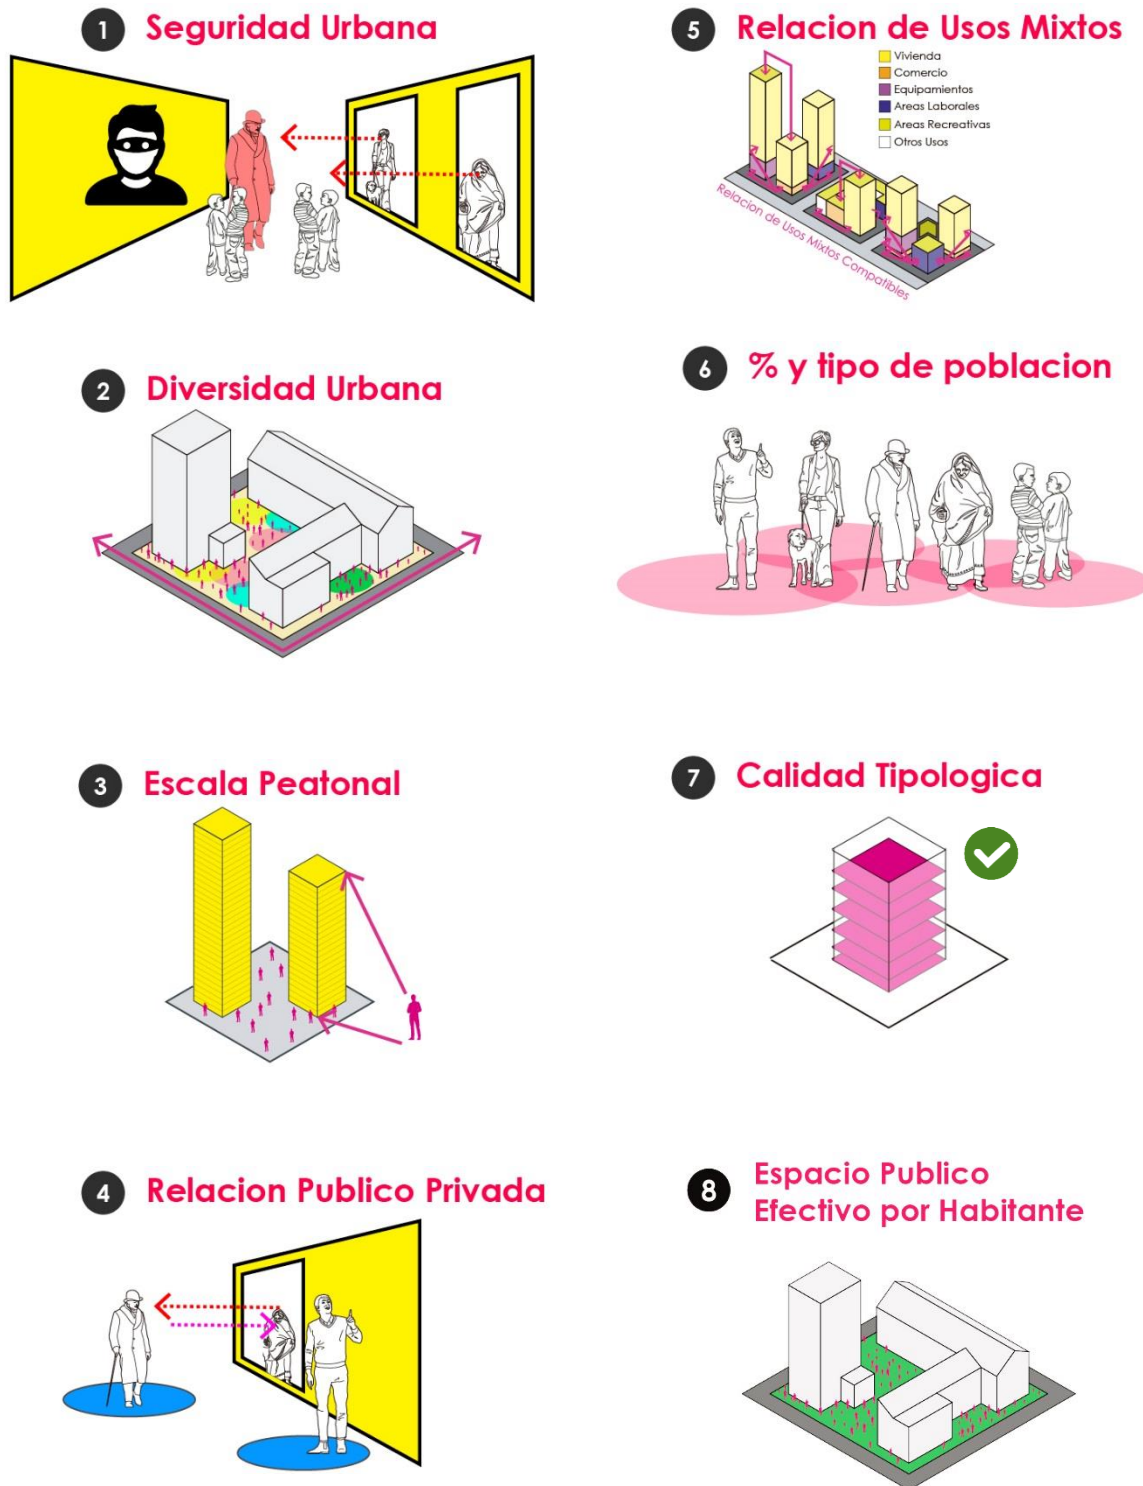 1 Seguridad Urbana
2 Diversidad Urbana
3 Escala Peatonal
4 Relacion Publico Privada
5 Relacion de Usos Mixtos
Vivienda
Comercio
Equipamientos
Areas Laborales
Areas Recreativas
Otros Usos
Relacion de Usos Mixtos Compatibles
6 % y tipo de poblacion
7 Calidad Tipologica
8 Espacio Publico
Efectivo por Habitante